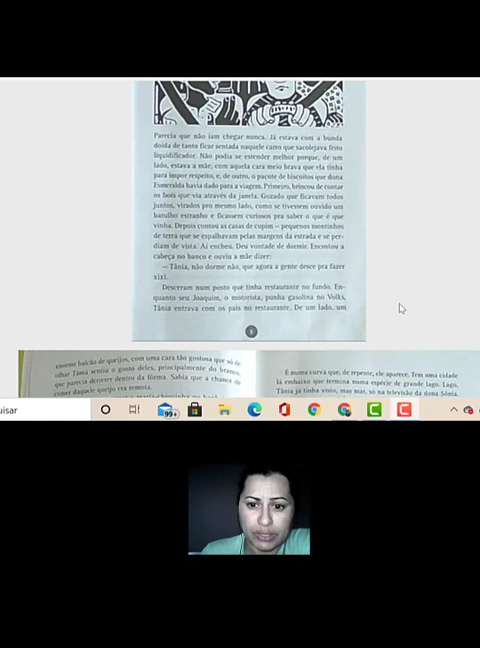 Parecia que não iam chegar nunca. Já estava com a bunda
doída de tanto ficar sentada naquele carro que sacolejava feito
liquidificador. Não podia se estender melhor porque, de um
lado, estava a mãe, com aquela cara meio brava que ela tinha
para impor respeito, e, de outro, o pacote de biscoitos que dona
Esmeralda havia dado para a viagem. Primeiro, brincou de contar
os bois que via através da janela. Gozado que ficavam todos
juntos, virados pro mesmo lado, como se tivessem ouvido um
barulho estranho e ficassem curiosos pra saber o que é que
vinha. Depois contou as casas de cupim — pequenos montinhos
de terra que se espalhavam pelas margens da estrada e se per-
diam de vista. Aí encheu. Deu vontade de dormir. Encostou a
cabeça no banco e ouviu a mãe dizer:
— Tânia, não dorme não, que agora a gente desce pra fazer
xixi.
Desceram num posto que tinha restaurante no fundo. En-
quanto seu Joaquim, o motorista, punha gasolina no Volks,
Tânia entrava com os pais no restaurante. De um lado, um
enorme balcão de queijos, com uma cara tão gostosa que só de
olhar Tânia sentia o gosto deles, principalmente do branco,
que parecia derreter dentro da fôrma. Sabia que a chance de
comer daquele queijo era remota.
É numa curva que, de repente, ele aparece. Tem uma cidade
lá embaixo que termina numa espécie de grande lago. Lago,
Tânia já tinha visto, mas mar, só na televisão da dona Sônia.
uisar
99+